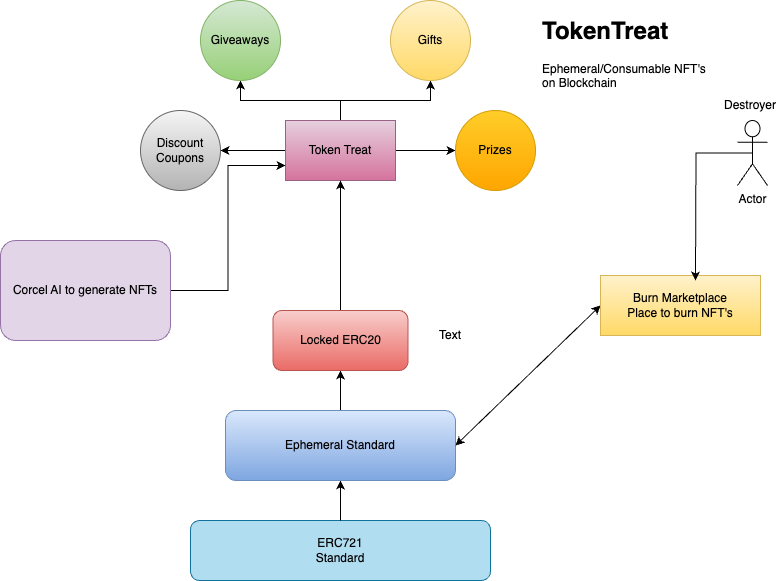 TokenTreat
Giveaways
Gifts
Ephemeral/Consumable NFT's
on Blockchain
Destroyer
Discount
Coupons
Token Treat
Prizes
Actor
Corcel AI to generate NFTs
Burn Marketplace
Place to burn NFT's
Locked ERC20
Text
Ephemeral Standard
ERC721
Standard